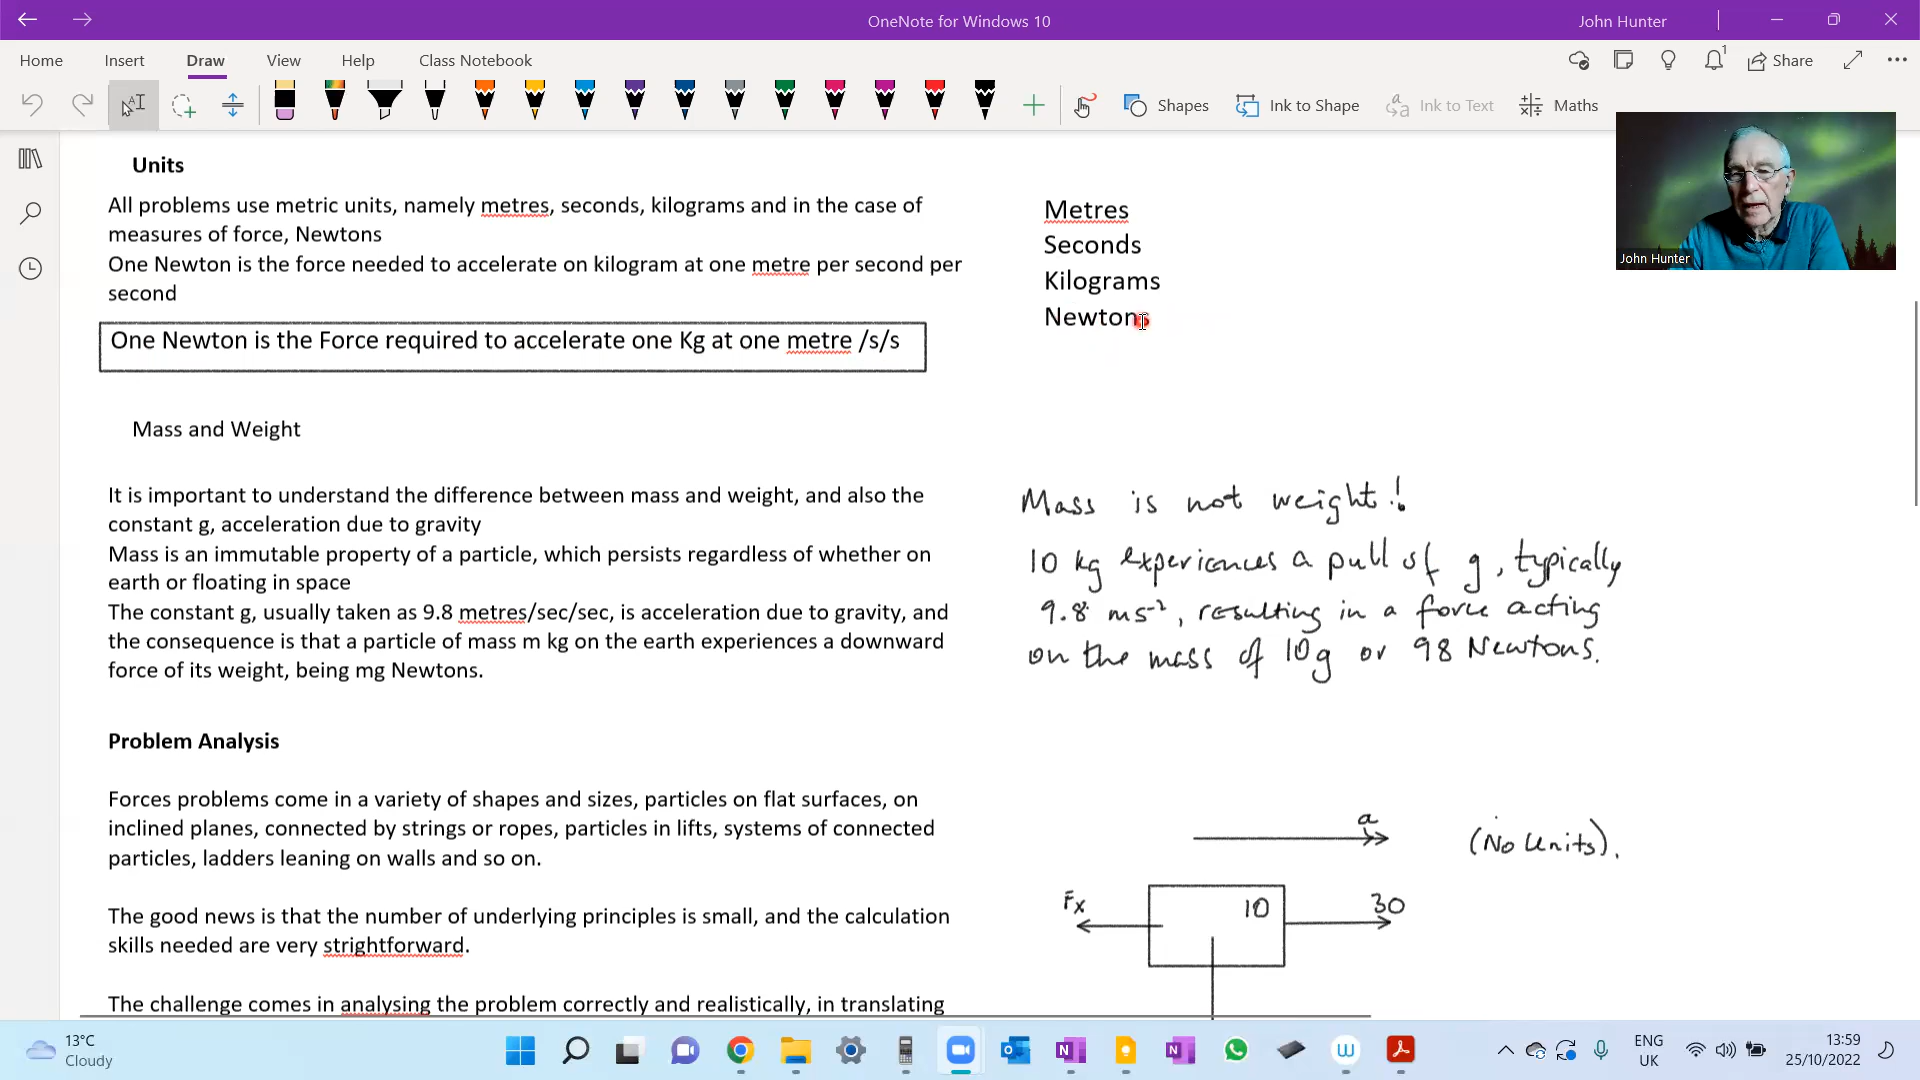 OneNote for Windows 10
John Hunter
Home
Insert
Draw
View
Help
Class Notebook
1
Share
Shapes
Ink to Shape
Ink to Text
Maths
John Hunter
Units
All problems use metric units, namely metres, seconds, kilograms and in the case of
measures of force, Newtons
One Newton is the force needed to accelerate on kilogram at one metre per second per
second
One Newton is the Force required to accelerate one Kg at one metre /s/s
Metres
Seconds
Kilograms
Newtons
Mass and Weight
It is important to understand the difference between mass and weight, and also the
constant g, acceleration due to gravity
Mass is an immutable property of a particle, which persists regardless of whether on
earth or floating in space
The constant g, usually taken as 9.8 metres/sec/sec, is acceleration due to gravity, and
the consequence is that a particle of mass m kg on the earth experiences a downward
force of its weight, being mg Newtons.
Mass is not weight!
10 kg experiences a pull of g, typically
9.8 ms⁻², resulting in a force acting
on the mass of 10g or 98 Newtons.
Problem Analysis
Forces problems come in a variety of shapes and sizes, particles on flat surfaces, on
inclined planes, connected by strings or ropes, particles in lifts, systems of connected
particles, ladders leaning on walls and so on.
The good news is that the number of underlying principles is small, and the calculation
skills needed are very strightforward.
The challenge comes in analysing the problem correctly and realistically, in translating
a
(No Units).
Fx
10
30
13°C
Cloudy
ENG
UK
13:59
25/10/2022